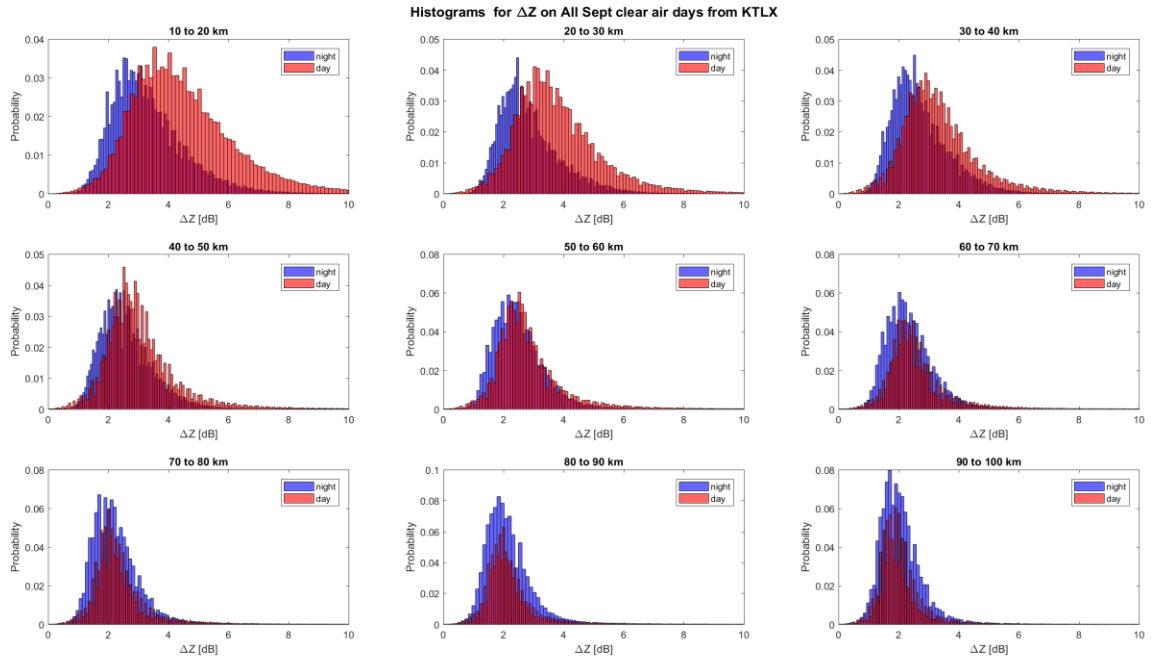 Histograms for ΔZ on All Sept clear air days from KTLX
10 to 20 km
0.04
0.03
0.02
0.01
0
Probability
night
day
0 2 4 6 8 10
ΔZ [dB]
20 to 30 km
0.05
0.04
0.03
0.02
0.01
0
Probability
night
day
0 2 4 6 8 10
ΔZ [dB]
30 to 40 km
0.05
0.04
0.03
0.02
0.01
0
Probability
night
day
0 2 4 6 8 10
ΔZ [dB]
40 to 50 km
0.05
0.04
0.03
0.02
0.01
0
Probability
night
day
0 2 4 6 8 10
ΔZ [dB]
50 to 60 km
0.08
0.06
0.04
0.02
0
Probability
night
day
0 2 4 6 8 10
ΔZ [dB]
60 to 70 km
0.08
0.06
0.04
0.02
0
Probability
night
day
0 2 4 6 8 10
ΔZ [dB]
70 to 80 km
0.08
0.06
0.04
0.02
0
Probability
night
day
0 2 4 6 8 10
ΔZ [dB]
80 to 90 km
0.1
0.08
0.06
0.04
0.02
0
Probability
night
day
0 2 4 6 8 10
ΔZ [dB]
90 to 100 km
0.08
0.06
0.04
0.02
0
Probability
night
day
0 2 4 6 8 10
ΔZ [dB]